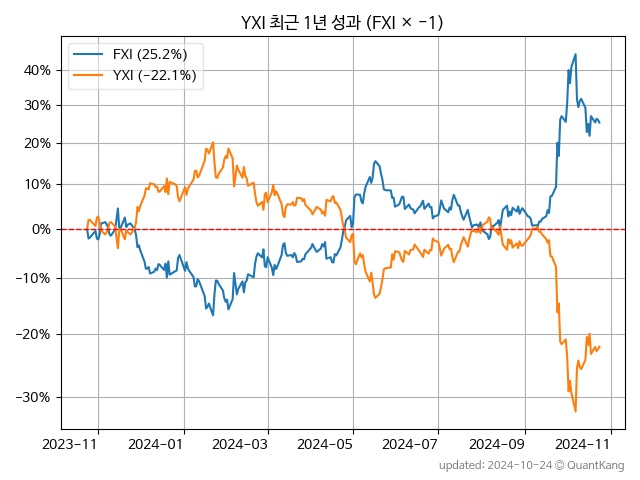 YXI 최근 1년 성과 (FXI × -1)
FXI (25.2%)
YXI (-22.1%)
40%
30%
20%
10%
0%
-10%
-20%
-30%
2023-11 2024-01 2024-03 2024-05 2024-07 2024-09 2024-11
updated: 2024-10-24 © QuantKang